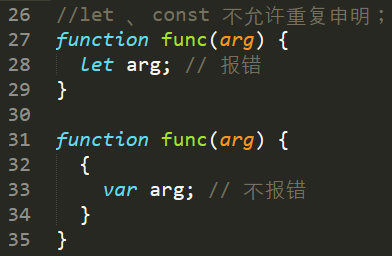 26 //let 、 const 不允许重复申明；
27 function func(arg) {
28   let arg; // 报错
29 }
30
31 function func(arg) {
32   {
33     var arg; // 不报错
34   }
35 }